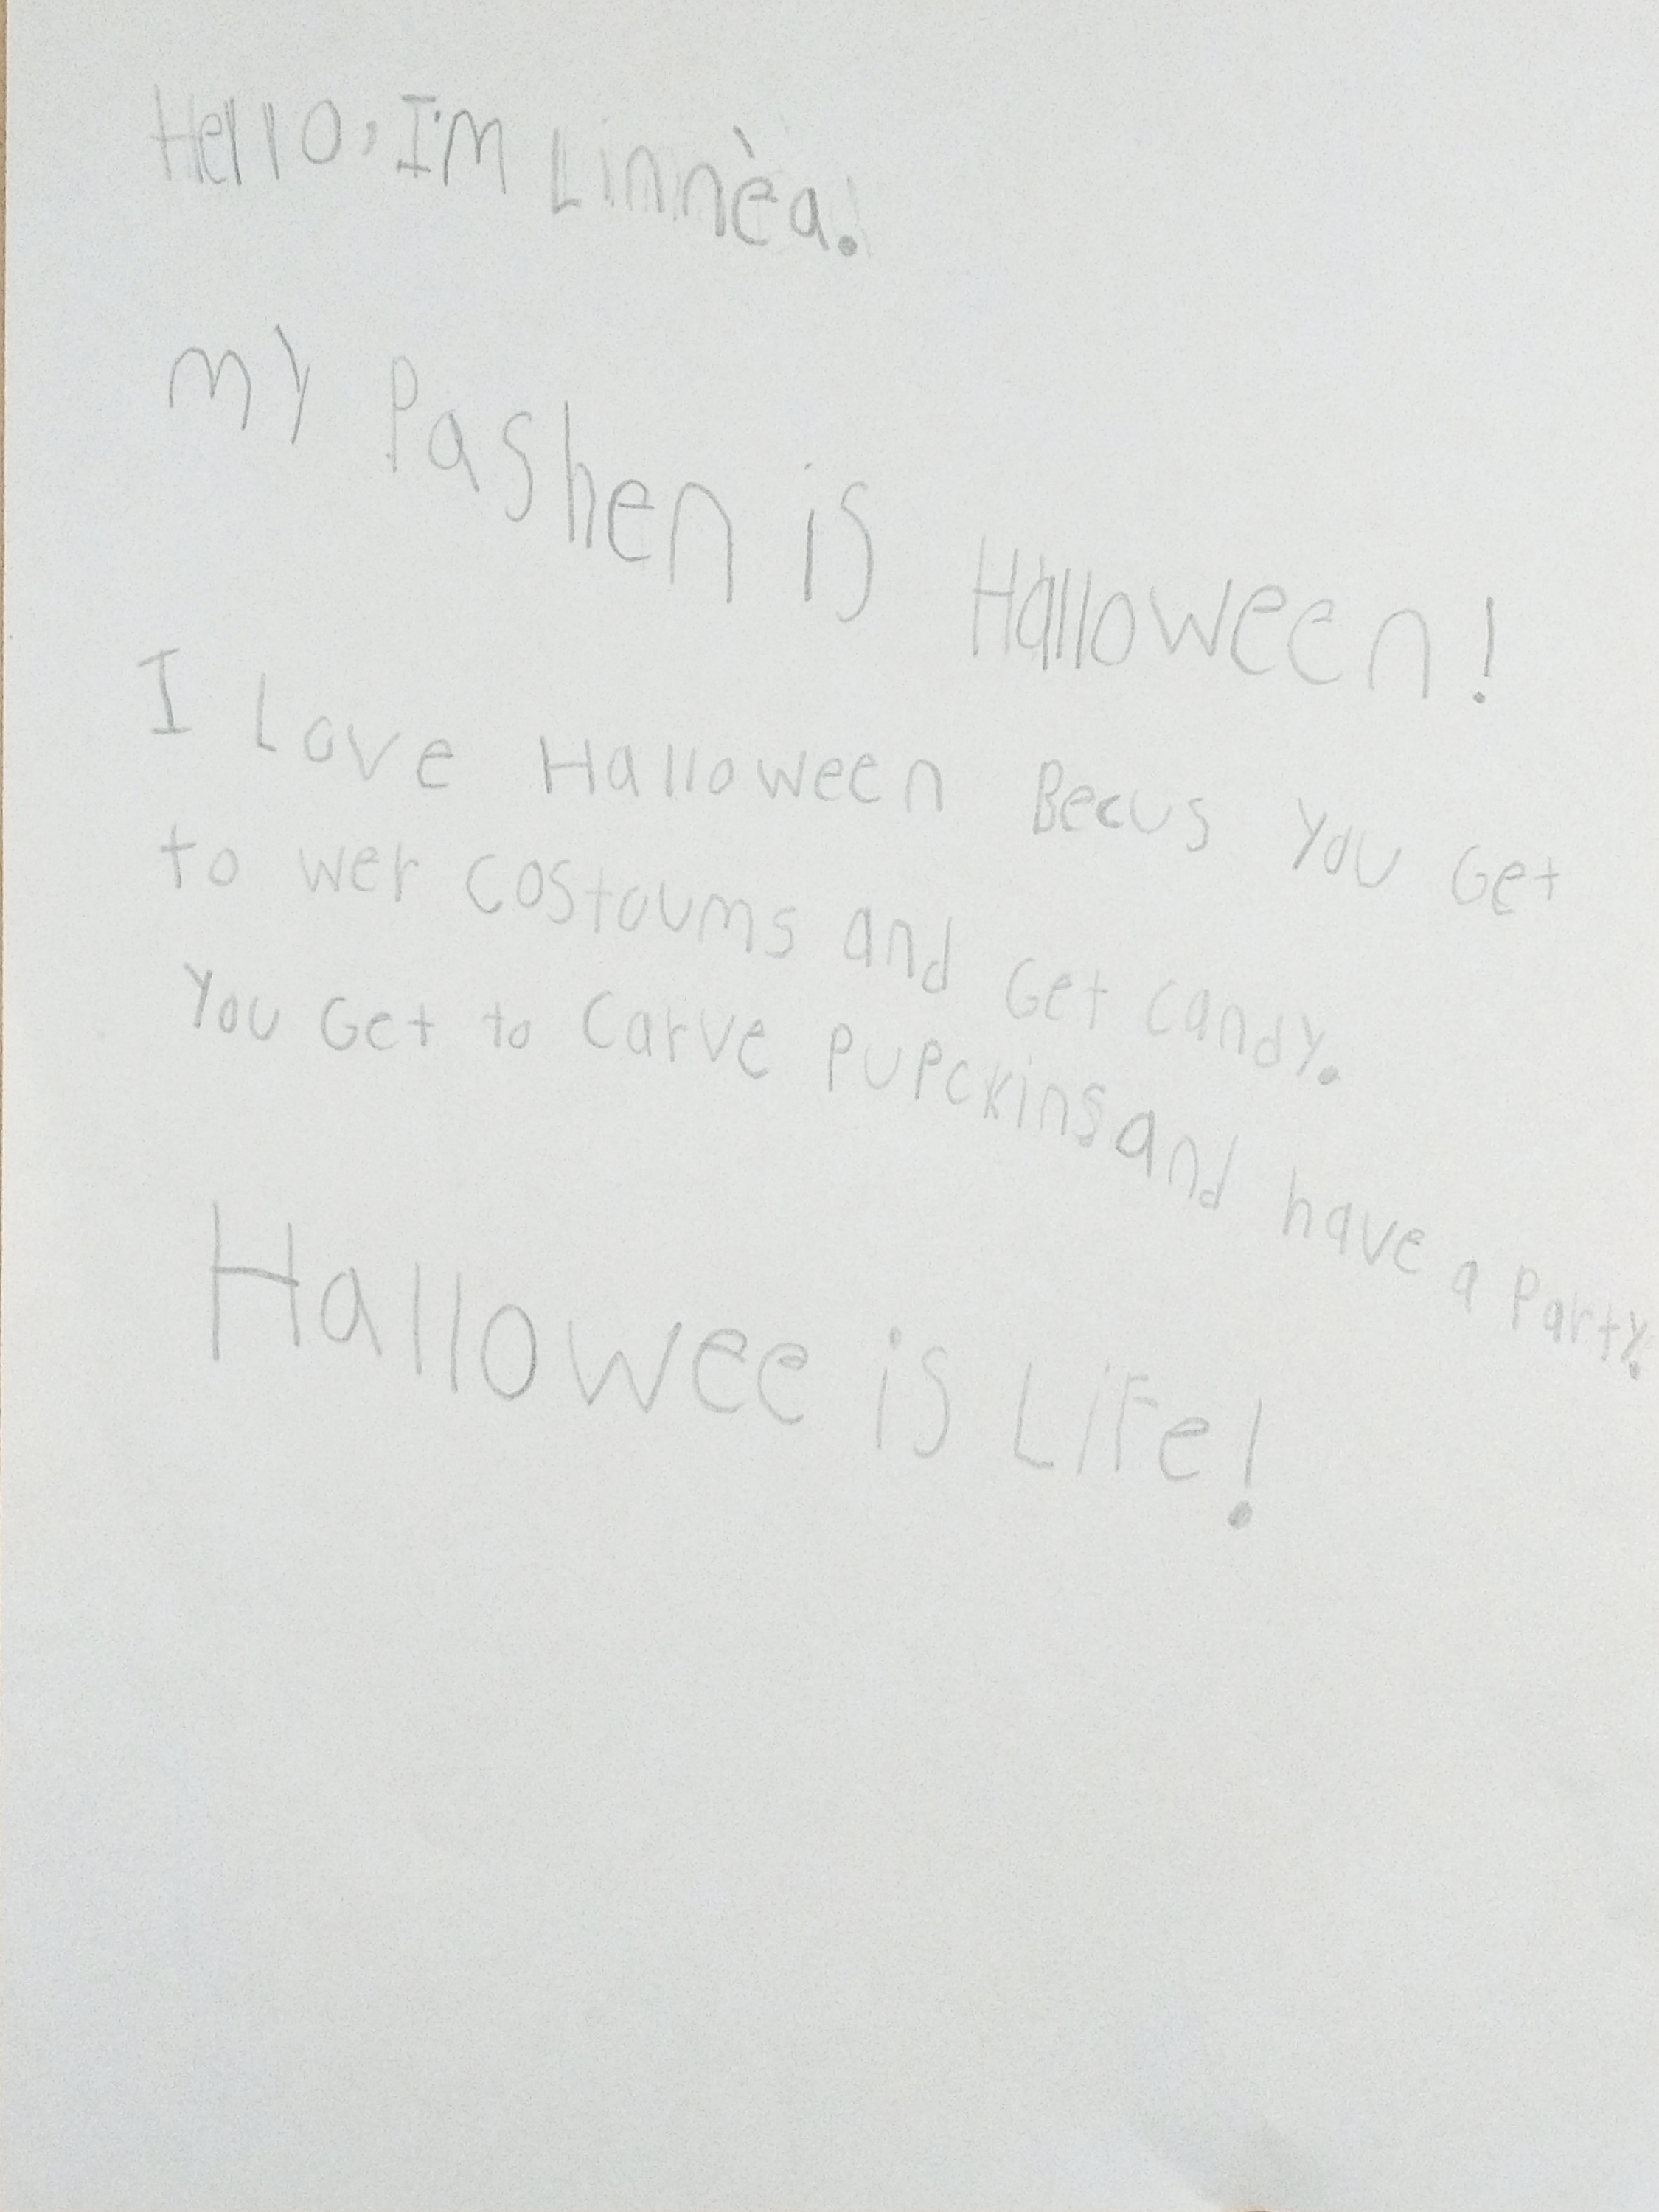 Hello, I'm Linnèa.
my Pashen is Halloween!
I Love Halloween Becus You Get
to wer costoums and Get candy.
You Get to Carve PUPckins and have a Party.
Hallowee is Life!